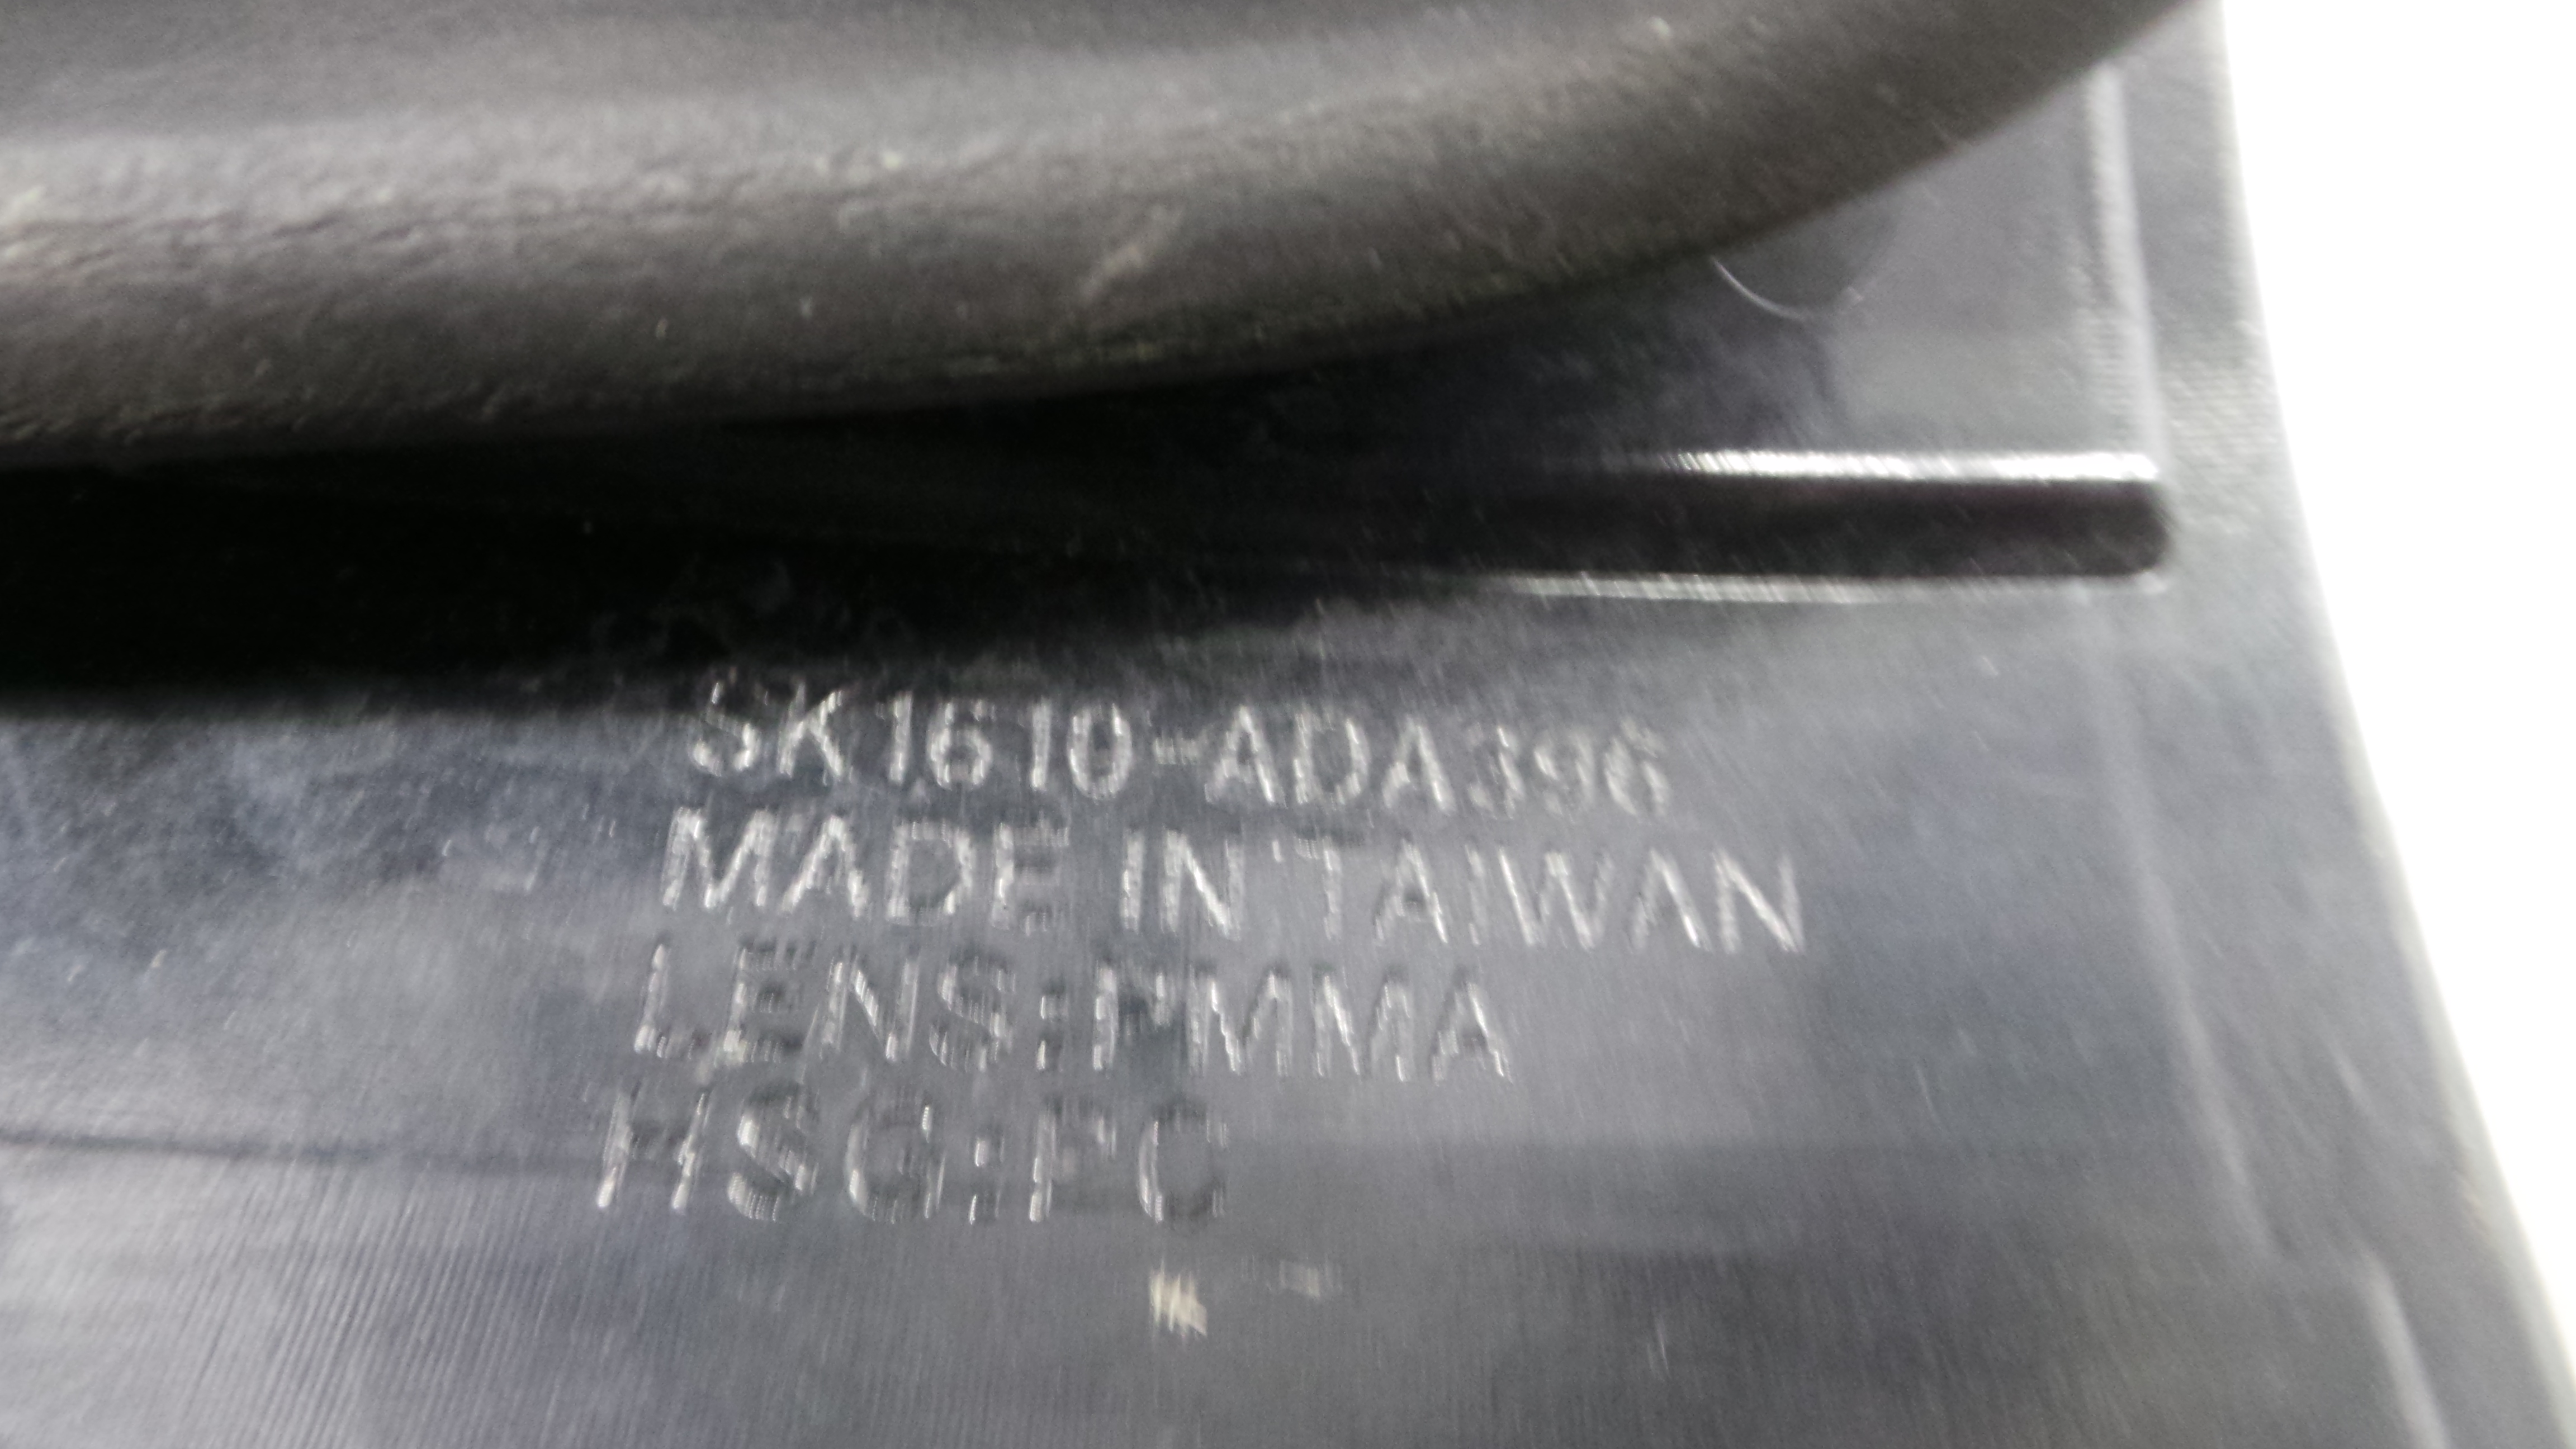 SK1610-ADA396
MADE IN TAIWAN
LENS:PMMA
HSG:PC